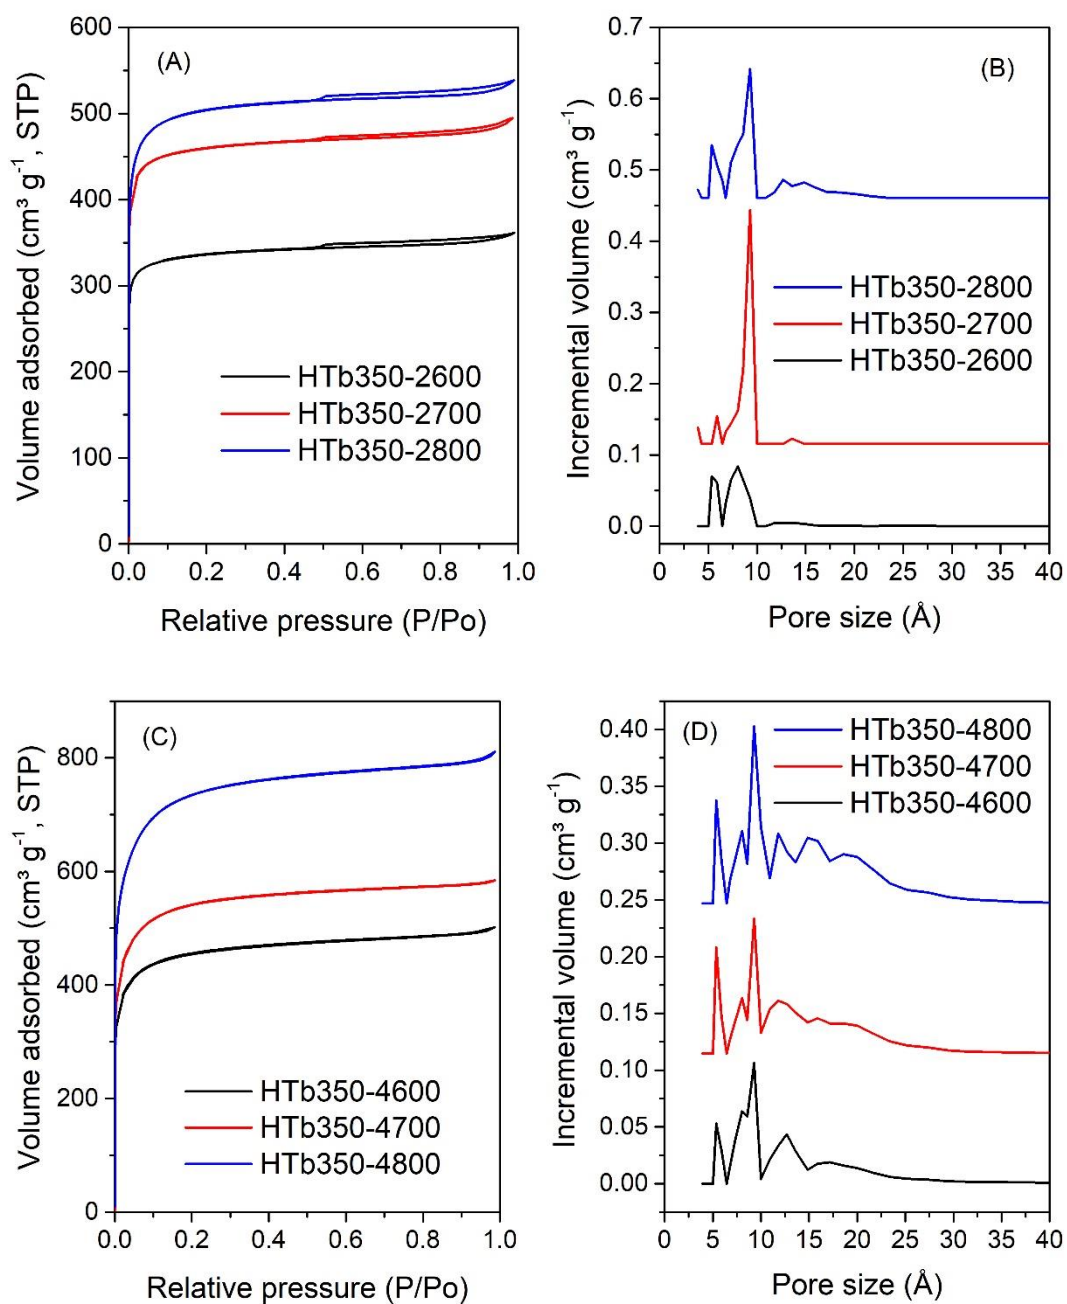 (A)
Volume adsorbed (cm³ g⁻¹, STP)
600
500
400
300
200
100
0
HTb350-2600
HTb350-2700
HTb350-2800
0.0 0.2 0.4 0.6 0.8 1.0
Relative pressure (P/Po)
(B)
Incremental volume (cm³ g⁻¹)
0.7
0.6
0.5
0.4
0.3
0.2
0.1
0.0
HTb350-2800
HTb350-2700
HTb350-2600
0 5 10 15 20 25 30 35 40
Pore size (Å)
(C)
Volume adsorbed (cm³ g⁻¹, STP)
800
600
400
200
0
HTb350-4600
HTb350-4700
HTb350-4800
0.0 0.2 0.4 0.6 0.8 1.0
Relative pressure (P/Po)
(D)
Incremental volume (cm³ g⁻¹)
0.40
0.35
0.30
0.25
0.20
0.15
0.10
0.05
0.00
HTb350-4800
HTb350-4700
HTb350-4600
0 5 10 15 20 25 30 35 40
Pore size (Å)